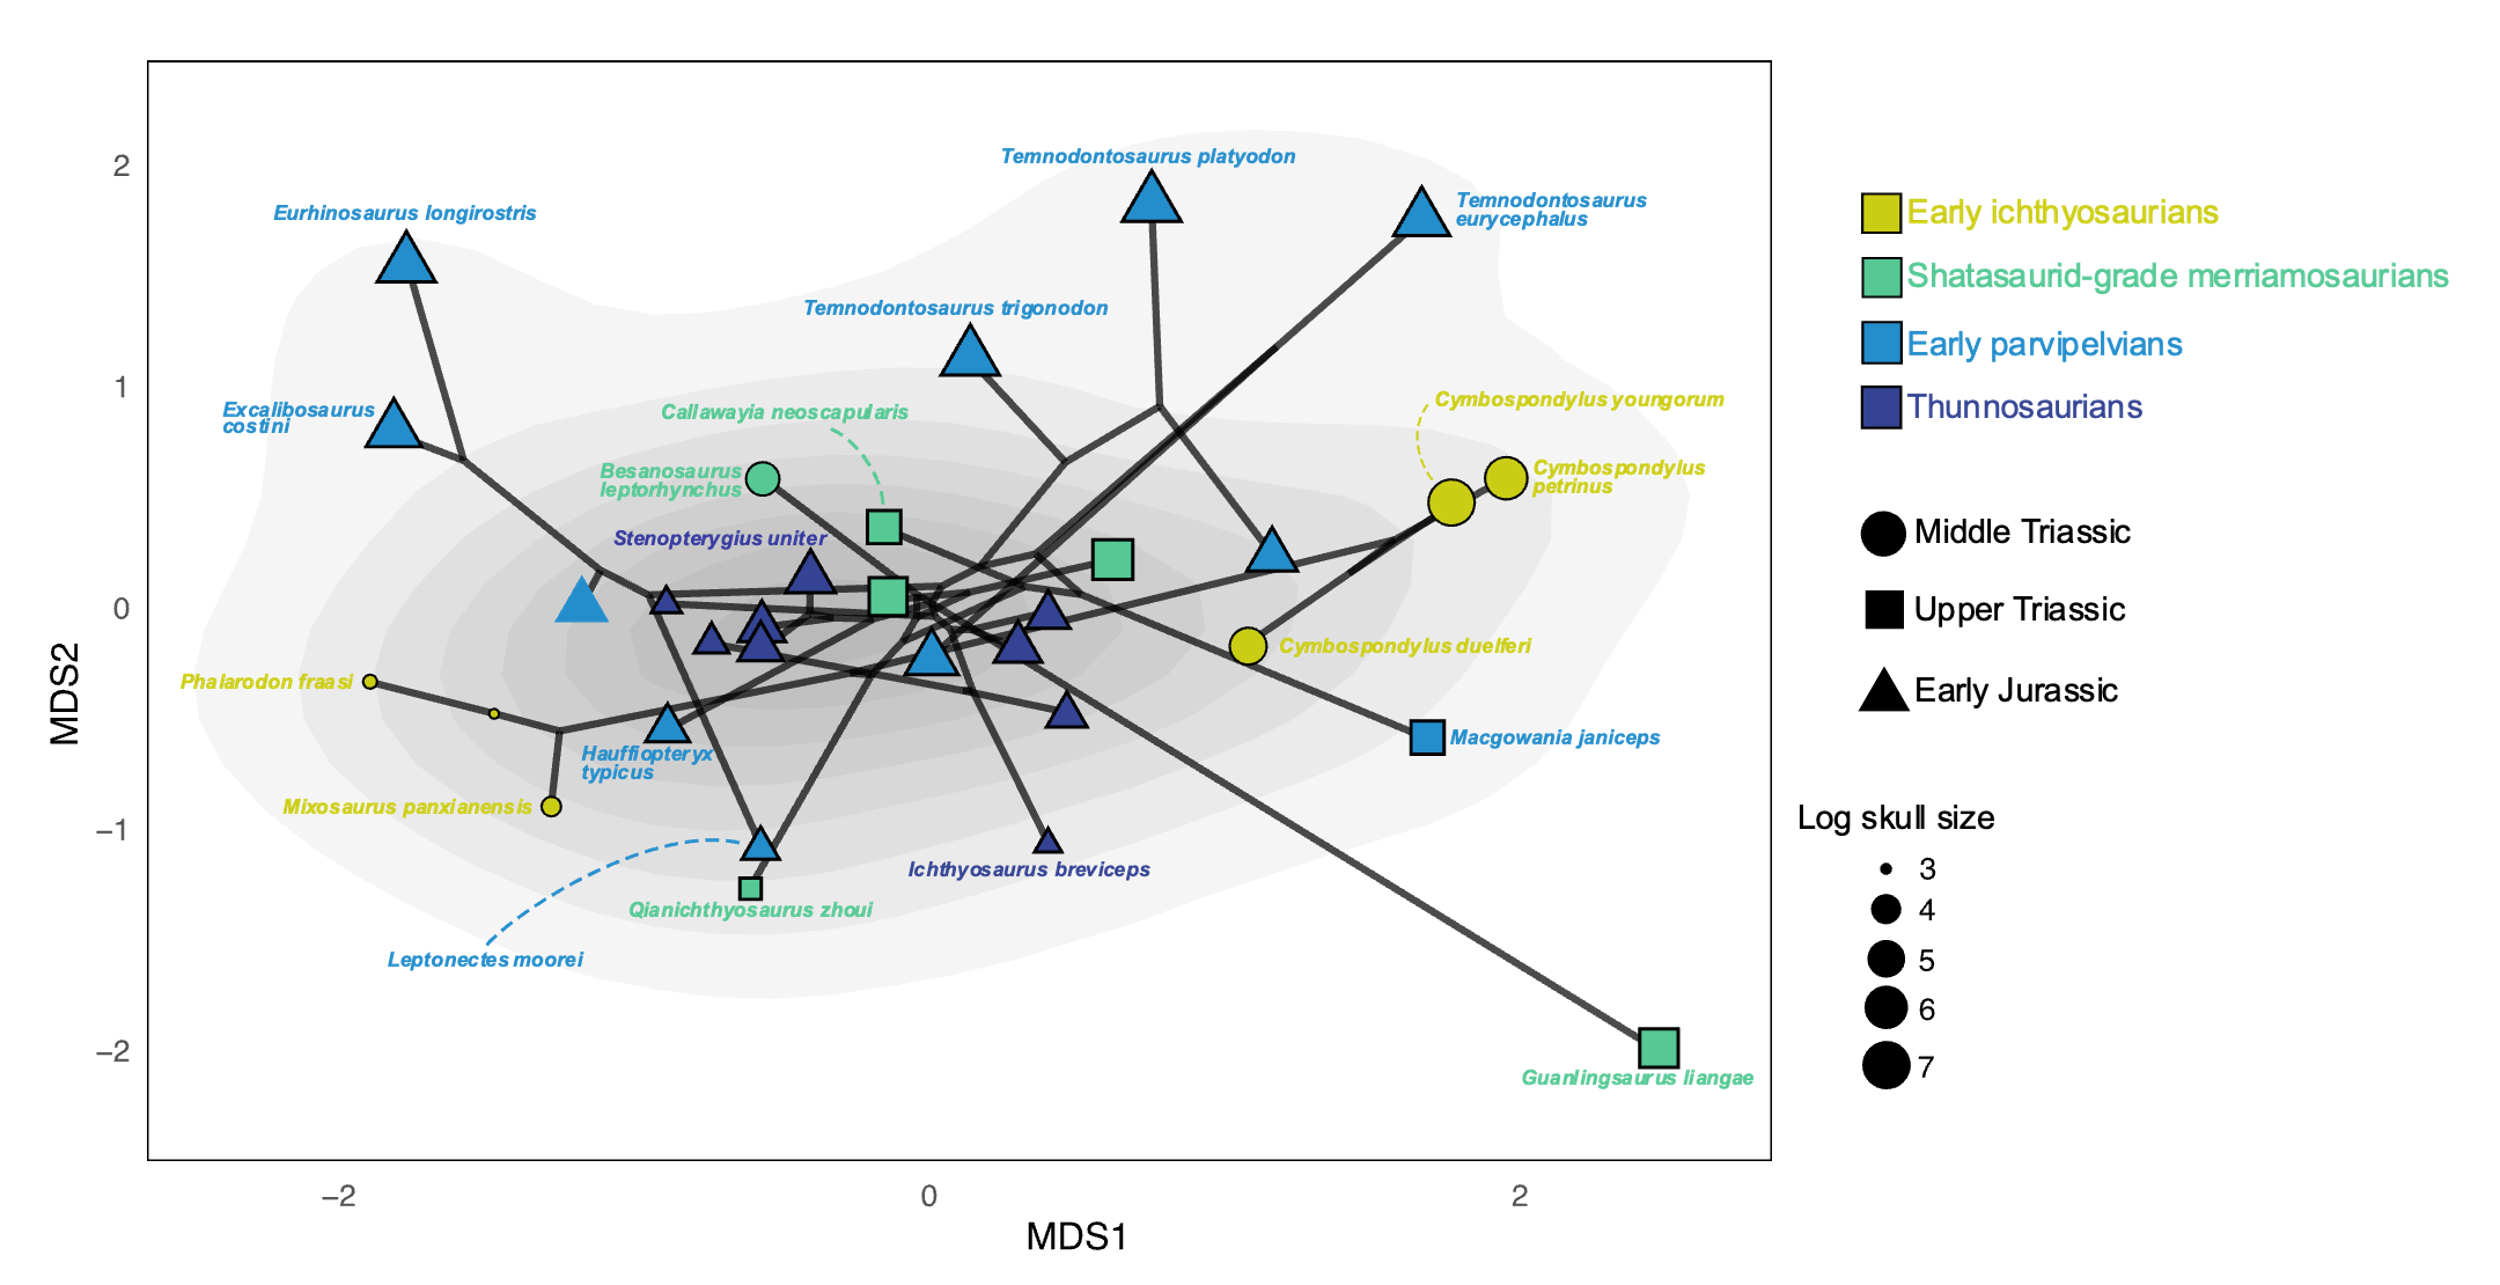 Temnodontosaurus platyodon
Temnodontosaurus
eurycephalus
Eurhinosaurus longirostris
Temnodontosaurus trigonodon
Excalibosaurus
costini
Callawayia neoscapularis
Cymbospondylus youngorum
Besanosaurus
leptorhynchus
Cymbospondylus
petrinus
Stenopterygius uniter
Cymbospondylus duelferi
Phalarodon fraasi
Hauffiopteryx
typicus
Macgowania janiceps
Mixosaurus panxianensis
Ichthyosaurus breviceps
Qianichthyosaurus zhoui
Leptonectes moorei
Guanlingsaurus liangae
2
1
0
−1
−2
MDS2
−2
0
2
MDS1
Early ichthyosaurians
Shatasaurid-grade merriamosaurians
Early parvipelvians
Thunnosaurians
Middle Triassic
Upper Triassic
Early Jurassic
Log skull size
3
4
5
6
7